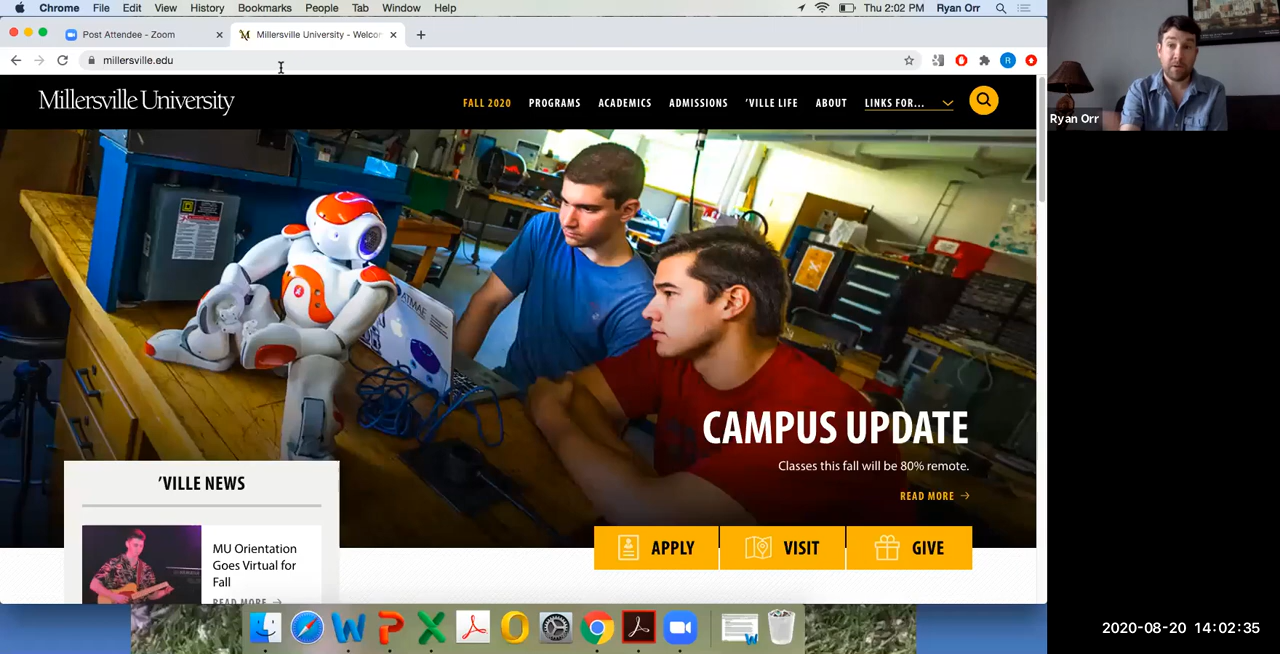 Chrome File Edit View History Bookmarks People Tab Window Help Thu 2:02 PM Ryan Orr
Post Attendee - Zoom Millersville University - Welcor
millersville.edu R
Millersville University FALL 2020 PROGRAMS ACADEMICS ADMISSIONS 'VILLE LIFE ABOUT LINKS FOR...
Ryan Orr
ATMAE
CAMPUS UPDATE
Classes this fall will be 80% remote.
READ MORE →
'VILLE NEWS
APPLY VISIT GIVE
MU Orientation
Goes Virtual for
Fall
READ MORE →
2020-08-20 14:02:35